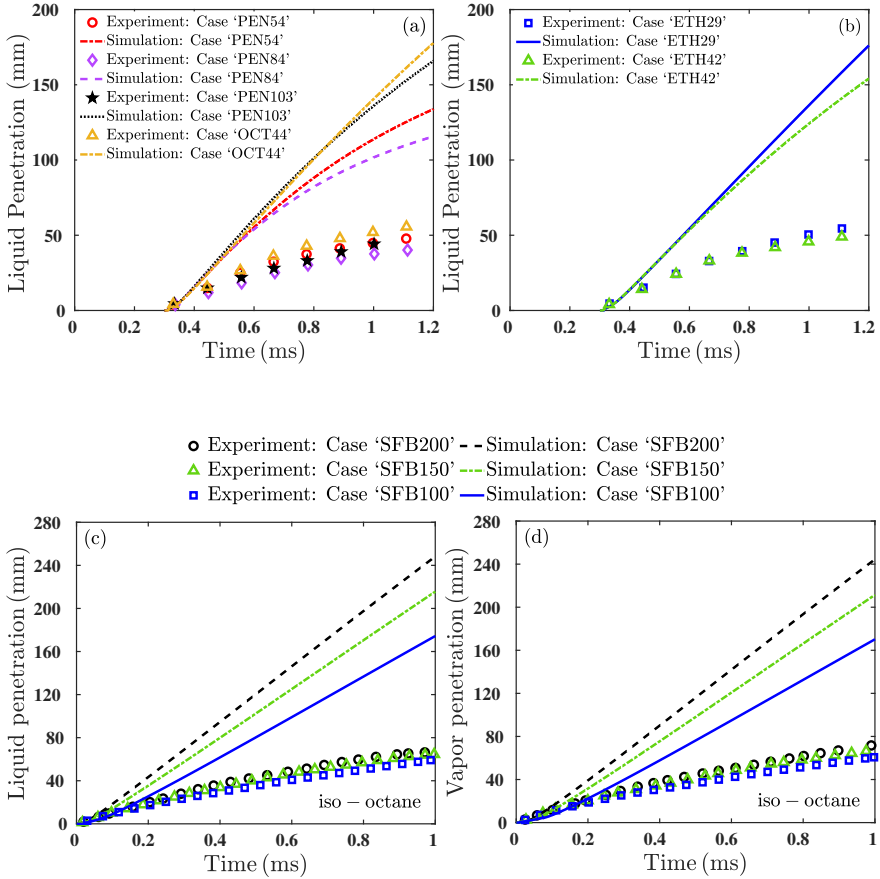 (a)
Experiment: Case ‘PEN54’
Simulation: Case ‘PEN54’
Experiment: Case ‘PEN84’
Simulation: Case ‘PEN84’
Experiment: Case ‘PEN103’
Simulation: Case ‘PEN103’
Experiment: Case ‘OCT44’
Simulation: Case ‘OCT44’
Liquid Penetration (mm)
200
150
100
50
0
0 0.2 0.4 0.6 0.8 1 1.2
Time (ms)
(b)
Experiment: Case ‘ETH29’
Simulation: Case ‘ETH29’
Experiment: Case ‘ETH42’
Simulation: Case ‘ETH42’
Liquid Penetration (mm)
200
150
100
50
0
0 0.2 0.4 0.6 0.8 1 1.2
Time (ms)
Experiment: Case ‘SFB200’ Simulation: Case ‘SFB200’
Experiment: Case ‘SFB150’ Simulation: Case ‘SFB150’
Experiment: Case ‘SFB100’ Simulation: Case ‘SFB100’
(c)
Liquid penetration (mm)
280
240
200
160
120
80
40
0
iso − octane
0 0.2 0.4 0.6 0.8 1
Time (ms)
(d)
Vapor penetration (mm)
280
240
200
160
120
80
40
0
iso − octane
0 0.2 0.4 0.6 0.8 1
Time (ms)